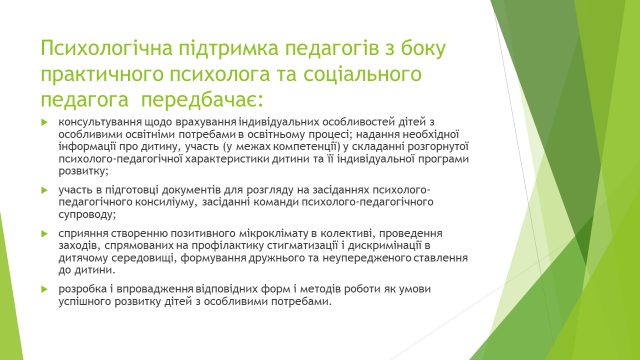 Психологічна підтримка педагогів з боку
практичного психолога та соціального
педагога передбачає:
консультування щодо врахування індивідуальних особливостей дітей з
особливими освітніми потребами в освітньому процесі; надання необхідної
інформації про дитину, участь (у межах компетенції) у складанні розгорнутої
психолого-педагогічної характеристики дитини та її індивідуальної програми
розвитку;
участь в підготовці документів для розгляду на засіданнях психолого-
педагогічного консиліуму, засіданні команди психолого-педагогічного
супроводу;
сприяння створенню позитивного мікроклімату в колективі, проведення
заходів, спрямованих на профілактику стигматизації і дискримінації в
дитячому середовищі, формування дружнього та неупередженого ставлення
до дитини.
розробка і впровадження відповідних форм і методів роботи як умови
успішного розвитку дітей з особливими потребами.